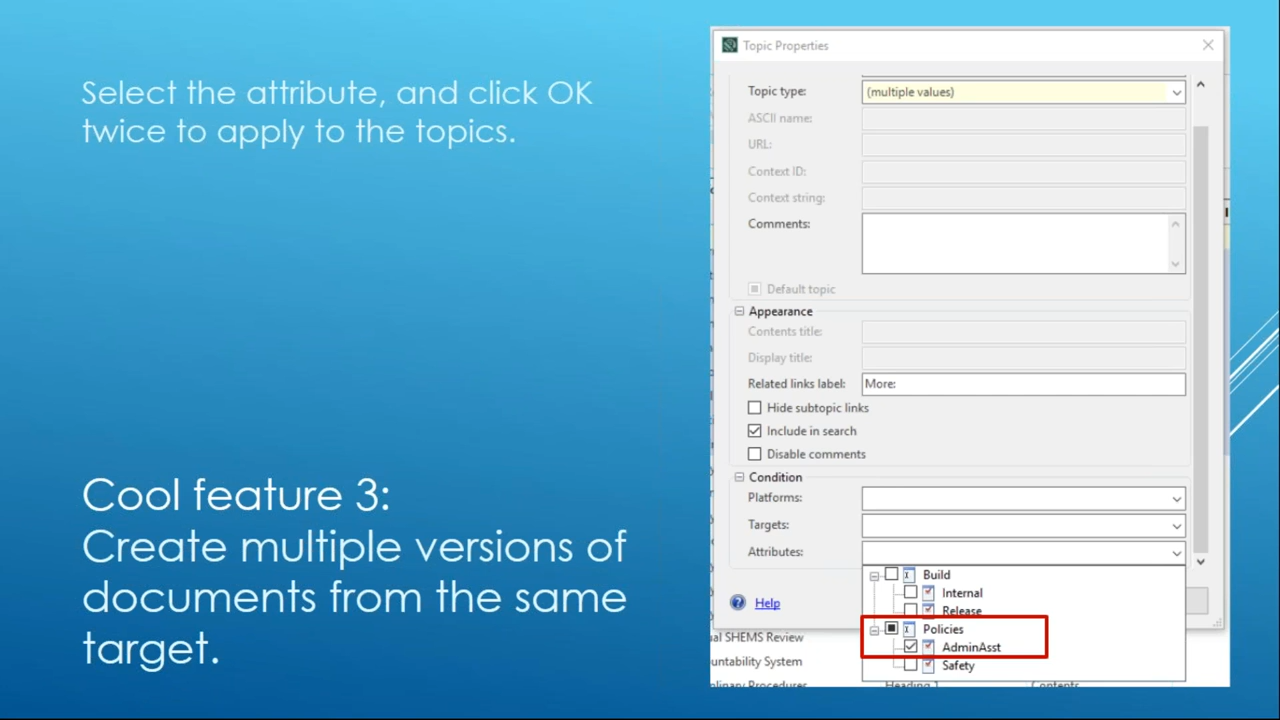 Select the attribute, and click OK
twice to apply to the topics.
Cool feature 3:
Create multiple versions of
documents from the same
target.
Topic Properties
Topic type: (multiple values)
ASCII name:
URL:
Context ID:
Context string:
Comments:
Default topic
Appearance
Contents title:
Display title:
Related links label: More:
Hide subtopic links
Include in search
Disable comments
Condition
Platforms:
Targets:
Attributes:
Build
Internal
Release
Policies
AdminAsst
Safety
Help
SHEMS Review
System
Procedures
Heading 1 Contents